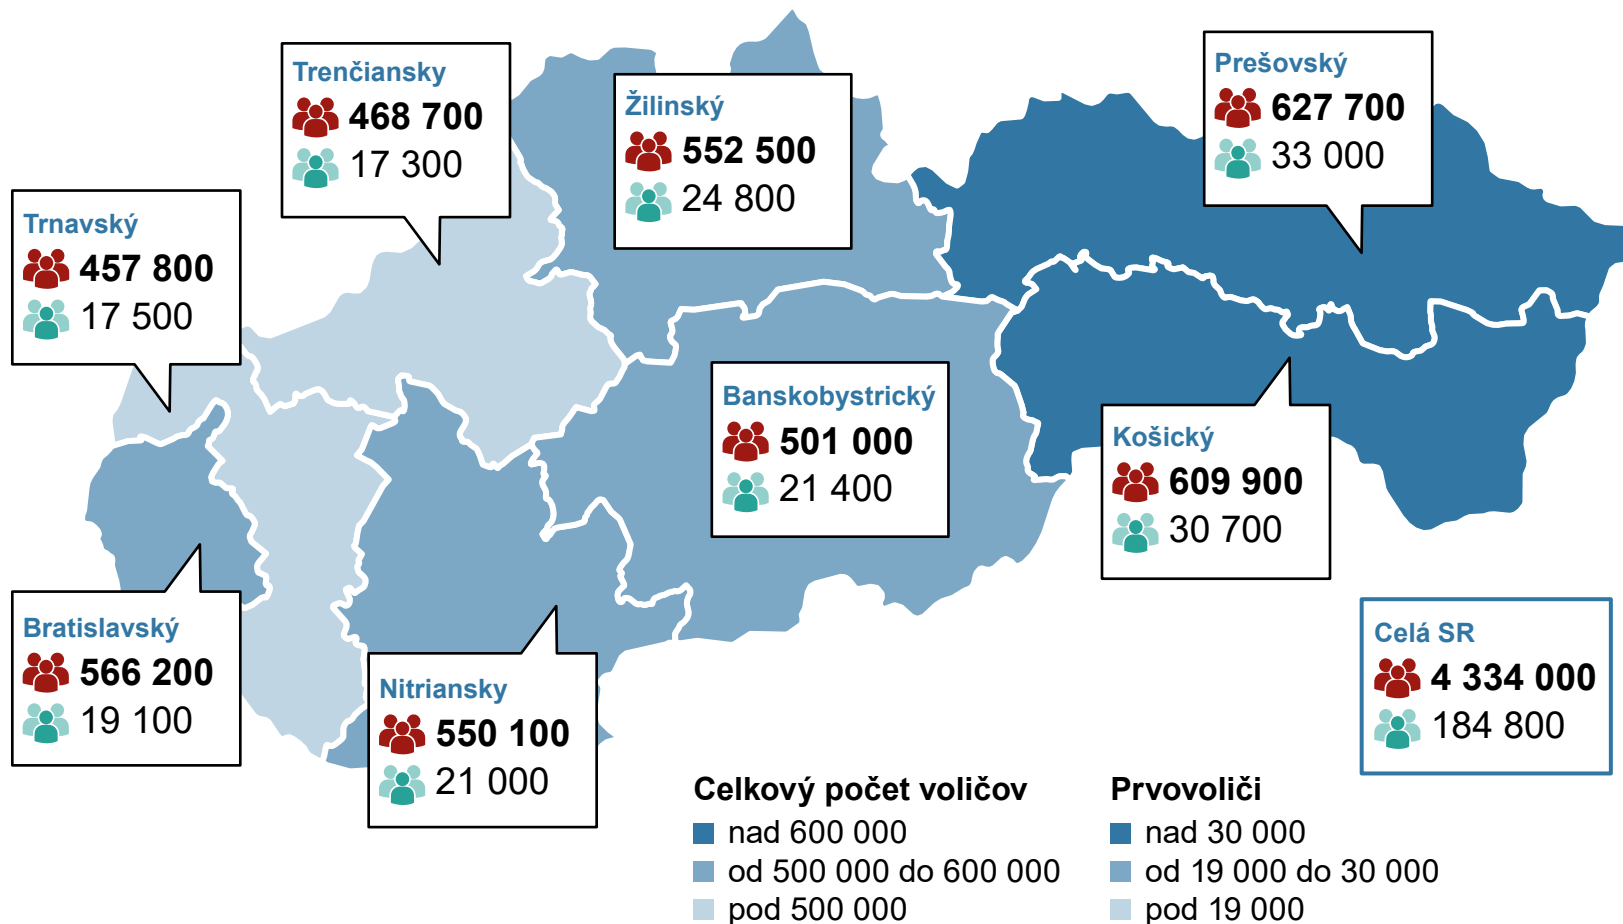 Trenčiansky
468 700
17 300
Žilinský
552 500
24 800
Prešovský
627 700
33 000
Trnavský
457 800
17 500
Banskobystrický
501 000
21 400
Košický
609 900
30 700
Bratislavský
566 200
19 100
Nitriansky
550 100
21 000
Celá SR
4 334 000
184 800
Celkový počet voličov
nad 600 000
od 500 000 do 600 000
pod 500 000
Prvovoliči
nad 30 000
od 19 000 do 30 000
pod 19 000